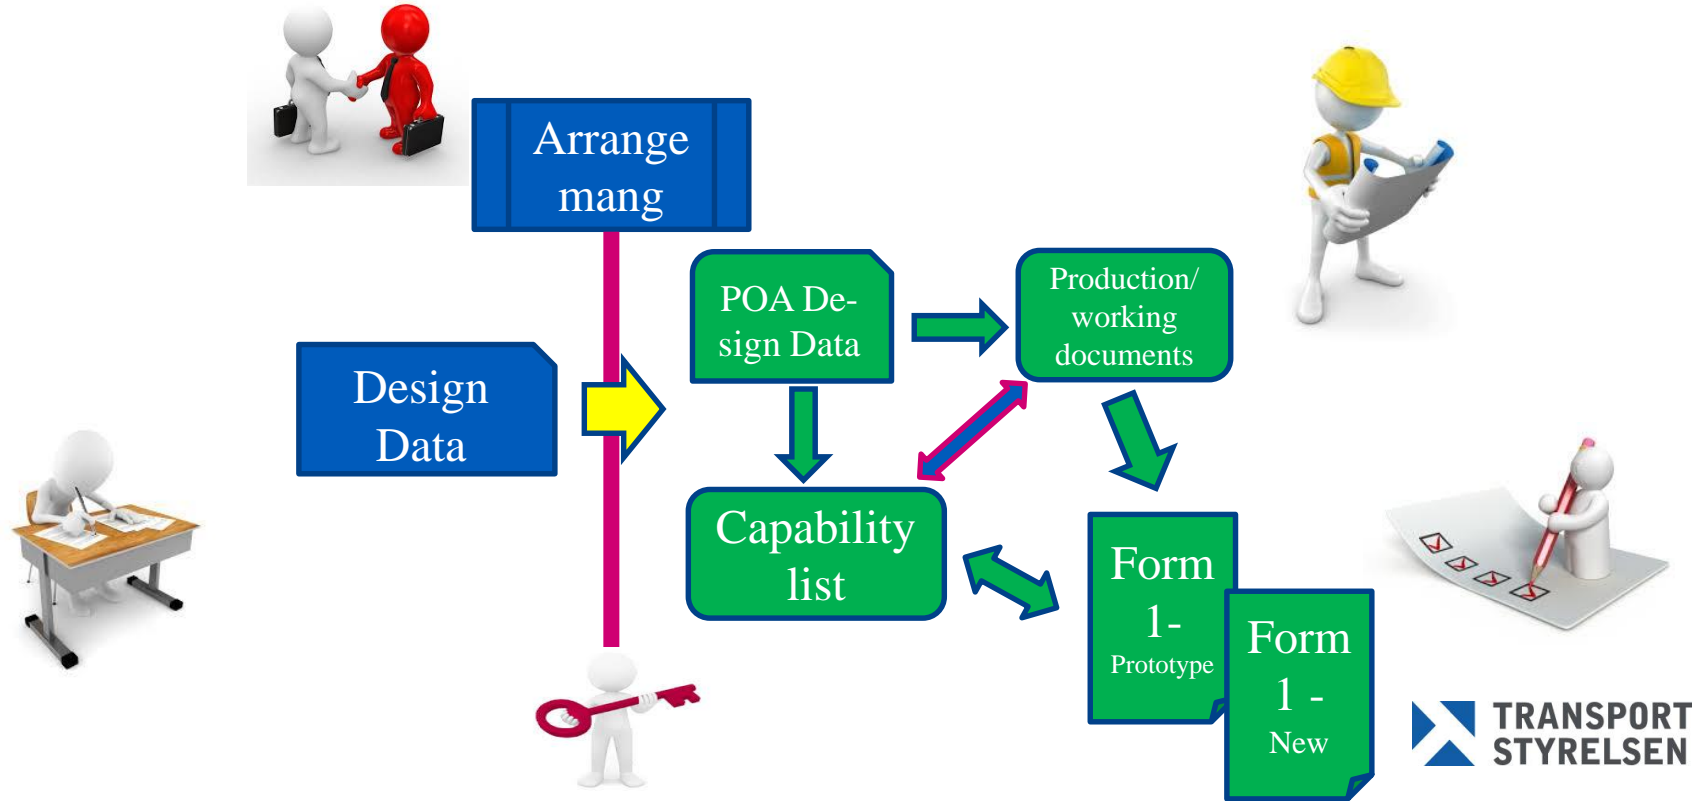 Arrange
mang
POA De-
sign Data
Production/
working
documents
Design
Data
Capability
list
Form
1-
Prototype
Form
1 -
New
TRANSPORT
STYRELSEN